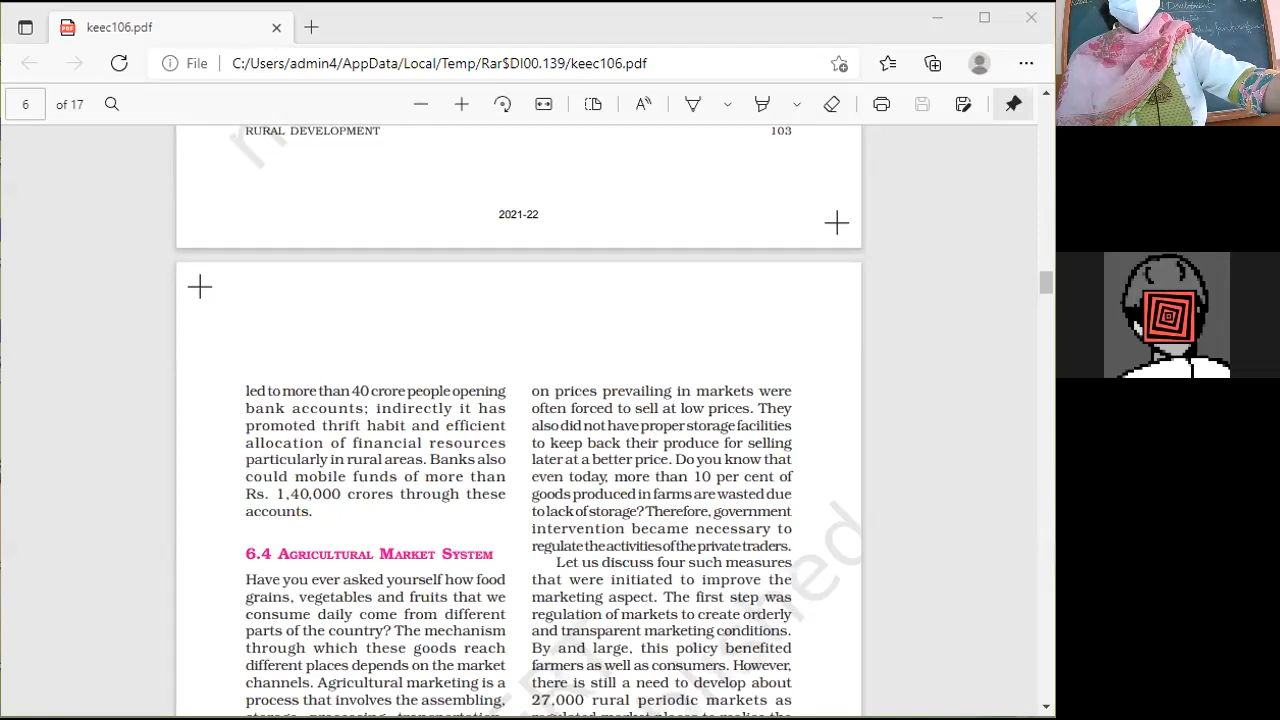 keec106.pdf
File C:/Users/admin4/AppData/Local/Temp/Rar$DI00.139/keec106.pdf
6 of 17
RURAL DEVELOPMENT 103
2021-22
led to more than 40 crore people opening
bank accounts; indirectly it has
promoted thrift habit and efficient
allocation of financial resources
particularly in rural areas. Banks also
could mobile funds of more than
Rs. 1,40,000 crores through these
accounts.
6.4 AGRICULTURAL MARKET SYSTEM
Have you ever asked yourself how food
grains, vegetables and fruits that we
consume daily come from different
parts of the country? The mechanism
through which these goods reach
different places depends on the market
channels. Agricultural marketing is a
process that involves the assembling,
storage, processing, transportation,
on prices prevailing in markets were
often forced to sell at low prices. They
also did not have proper storage facilities
to keep back their produce for selling
later at a better price. Do you know that
even today, more than 10 per cent of
goods produced in farms are wasted due
to lack of storage? Therefore, government
intervention became necessary to
regulate the activities of the private traders.
Let us discuss four such measures
that were initiated to improve the
marketing aspect. The first step was
regulation of markets to create orderly
and transparent marketing conditions.
By and large, this policy benefited
farmers as well as consumers. However,
there is still a need to develop about
27,000 rural periodic markets as
regulated market places to realise the